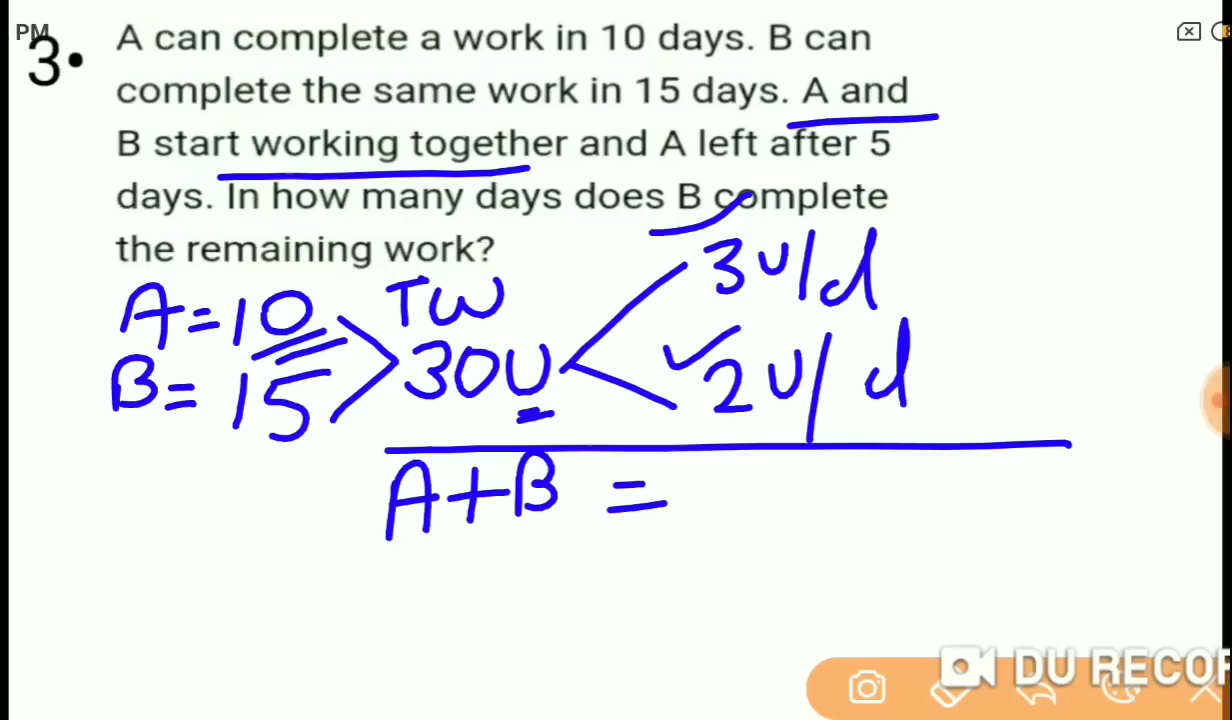 PM
3. A can complete a work in 10 days. B can
complete the same work in 15 days. A and
B start working together and A left after 5
days. In how many days does B complete
the remaining work?
A=10
B=15
TW
30U
3U/d
2U/d
A+B =
DU RECOR